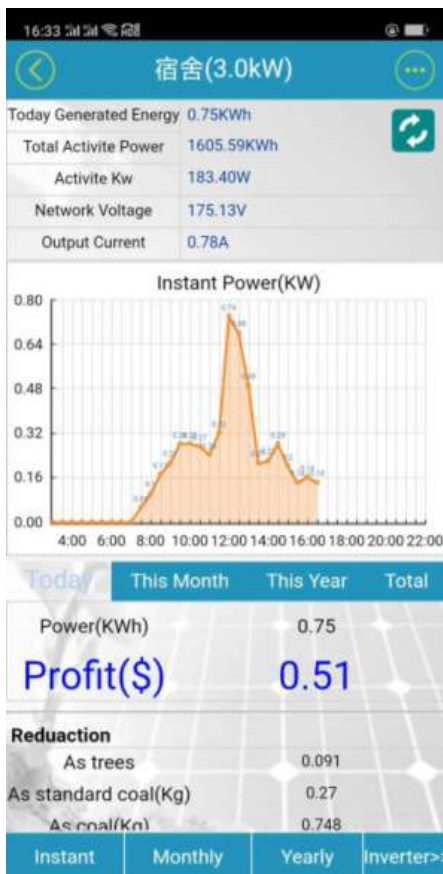 16:33
宿舍(3.0kW)
Today Generated Energy 0.75KWh
Total Activite Power 1605.59KWh
Activite Kw 183.40W
Network Voltage 175.13V
Output Current 0.78A
Instant Power(KW)
0.80
0.64
0.48
0.32
0.16
0.00
4:00 6:00 8:00 10:00 12:00 14:00 16:00 18:00 20:00 22:00
Today This Month This Year Total
Power(KWh) 0.75
Profit($) 0.51
Reduaction
As trees 0.091
As standard coal(Kg) 0.27
As coal(Kg) 0.748
Instant Monthly Yearly Inverter>